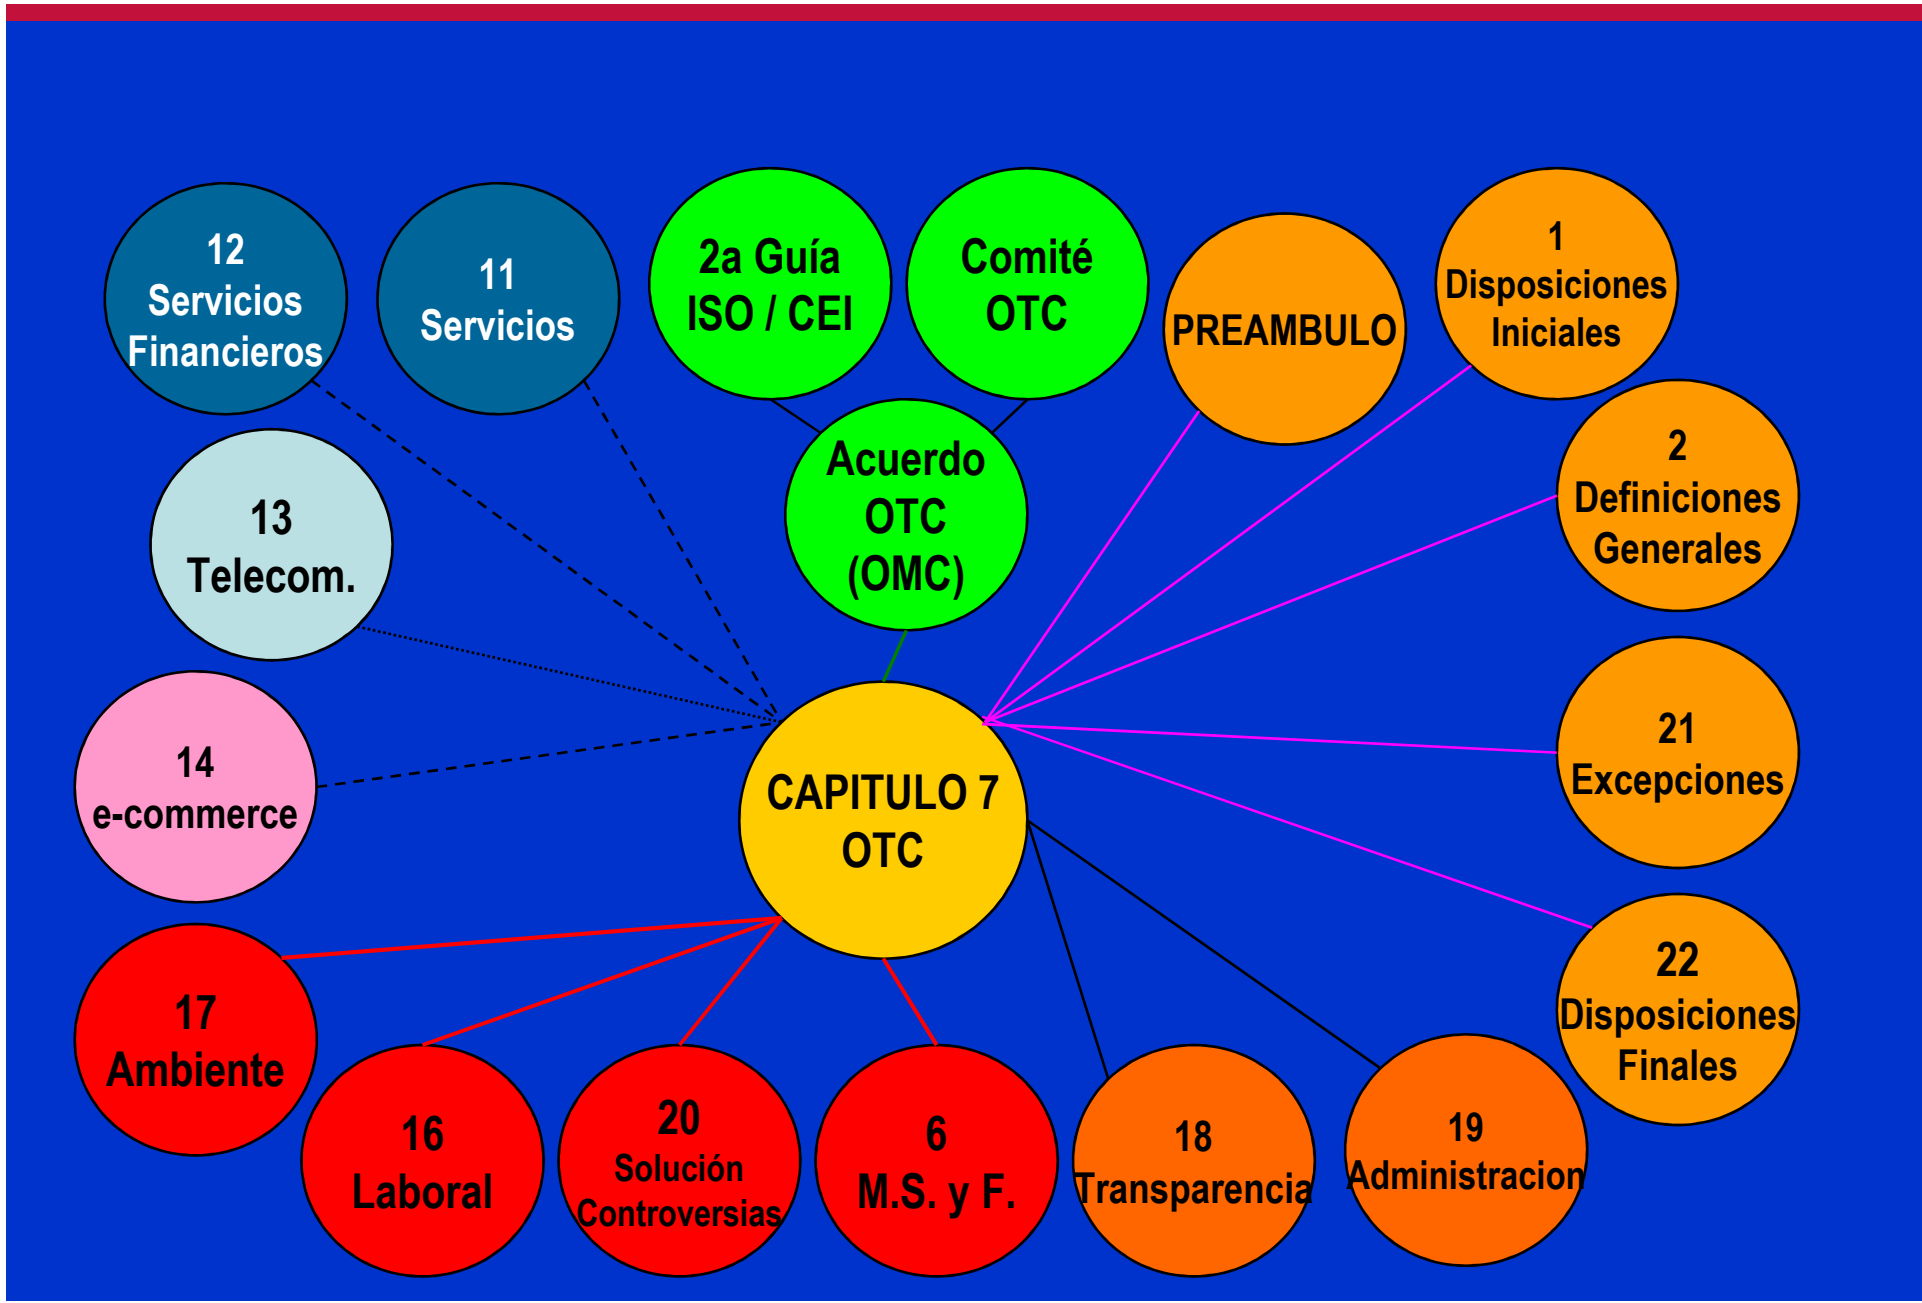 12
Servicios
Financieros
11
Servicios
2a Guía
ISO / CEI
Comité
OTC
PREAMBULO
1
Disposiciones
Iniciales
2
Definiciones
Generales
Acuerdo
OTC
(OMC)
13
Telecom.
14
e-commerce
CAPITULO 7
OTC
21
Excepciones
22
Disposiciones
Finales
17
Ambiente
16
Laboral
20
Solución
Controversias
6
M.S. y F.
18
Transparencia
19
Administracion